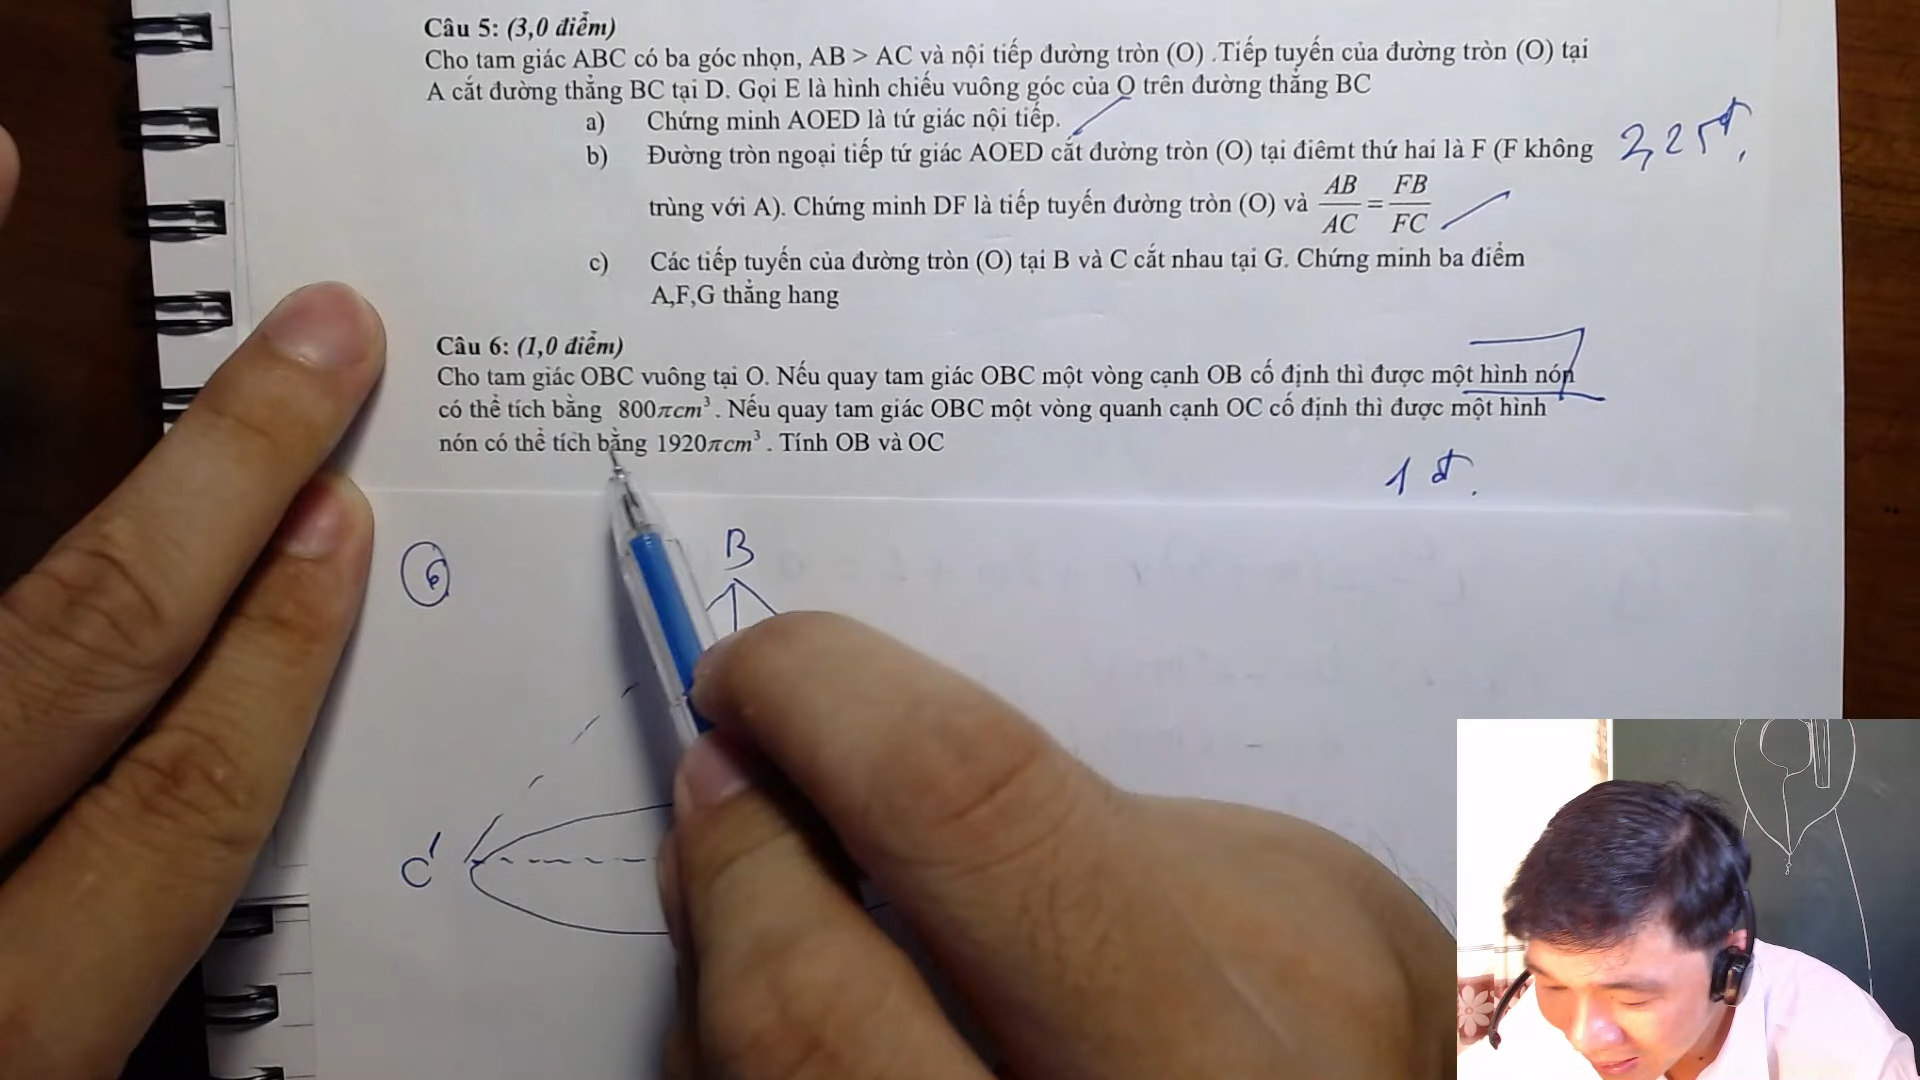 Câu 5: (3,0 điểm)
Cho tam giác ABC có ba góc nhọn, AB > AC và nội tiếp đường tròn (O) .Tiếp tuyến của đường tròn (O) tại
A cắt đường thẳng BC tại D. Gọi E là hình chiếu vuông góc của O trên đường thẳng BC
a) Chứng minh AOED là tứ giác nội tiếp.
b) Đường tròn ngoại tiếp tứ giác AOED cắt đường tròn (O) tại điêmt thứ hai là F (F không
trùng với A). Chứng minh DF là tiếp tuyến đường tròn (O) và AB/AC = FB/FC
2,25đ.
c) Các tiếp tuyến của đường tròn (O) tại B và C cắt nhau tại G. Chứng minh ba điểm
A,F,G thẳng hang
Câu 6: (1,0 điểm)
Cho tam giác OBC vuông tại O. Nếu quay tam giác OBC một vòng cạnh OB cố định thì được một hình nón
có thể tích bằng 800πcm³. Nếu quay tam giác OBC một vòng quanh cạnh OC cố định thì được một hình
nón có thể tích bằng 1920πcm³. Tính OB và OC
1đ.
6
B
C'